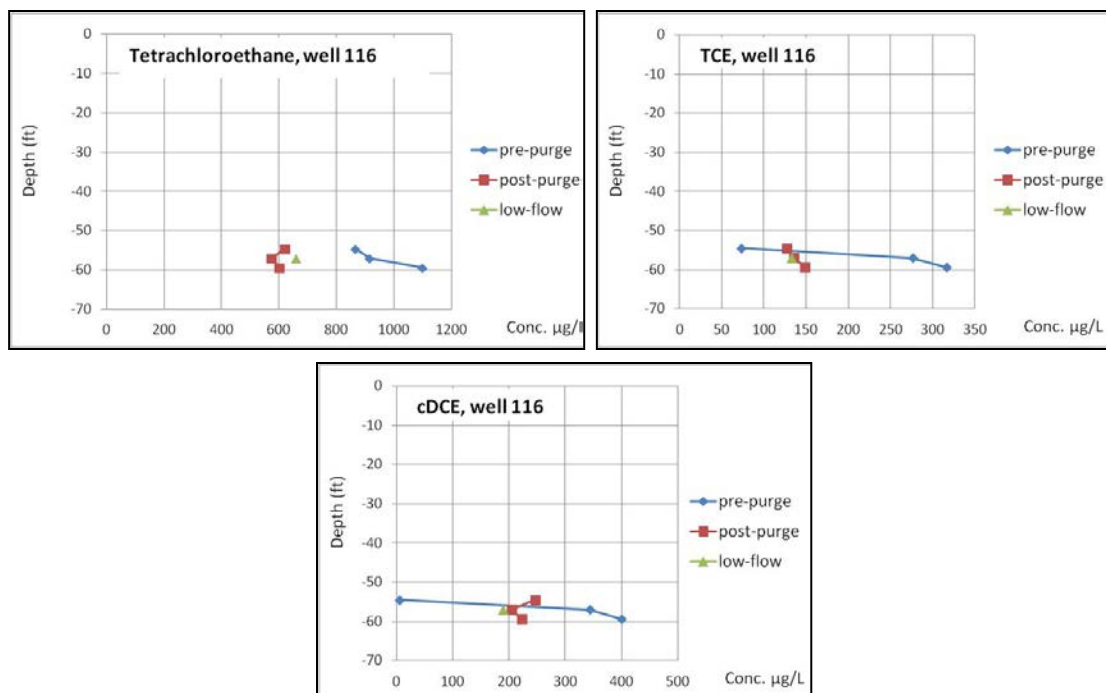 Tetrachloroethane, well 116
Depth (ft)
0
-10
-20
-30
-40
-50
-60
-70
0 200 400 600 800 1000 1200
Conc. µg/l
pre-purge
post-purge
low-flow
TCE, well 116
Depth (ft)
0
-10
-20
-30
-40
-50
-60
-70
0 50 100 150 200 250 300 350
Conc. µg/L
pre-purge
post-purge
low-flow
cDCE, well 116
Depth (ft)
0
-10
-20
-30
-40
-50
-60
-70
0 100 200 300 400 500
Conc. µg/L
pre-purge
post-purge
low-flow